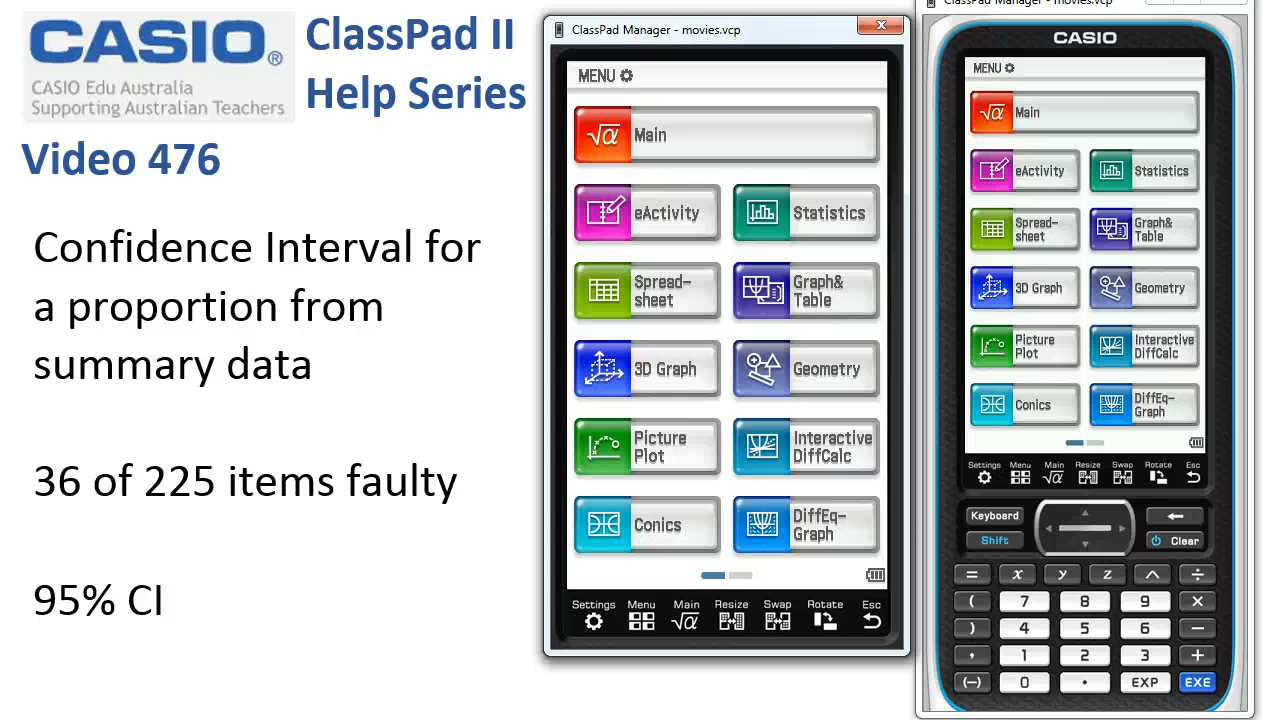 CASIO®
CASIO Edu Australia
Supporting Australian Teachers
ClassPad II
Help Series
Video 476
Confidence Interval for
a proportion from
summary data
36 of 225 items faulty
95% CI
ClassPad Manager - movies.vcp
MENU
Main
eActivity
Statistics
Spread-
sheet
Graph&
Table
3D Graph
Geometry
Picture
Plot
Interactive
DiffCalc
Conics
DiffEq-
Graph
Settings Menu Main Resize Swap Rotate Esc
ClassPad Manager - movies.vcp
CASIO
MENU
Main
eActivity
Statistics
Spread-
sheet
Graph&
Table
3D Graph
Geometry
Picture
Plot
Interactive
DiffCalc
Conics
DiffEq-
Graph
Settings Menu Main Resize Swap Rotate Esc
Keyboard
Shift
Clear
= x y z ^ ÷
( 7 8 9 ×
) 4 5 6 −
, 1 2 3 +
(−) 0 • EXP EXE